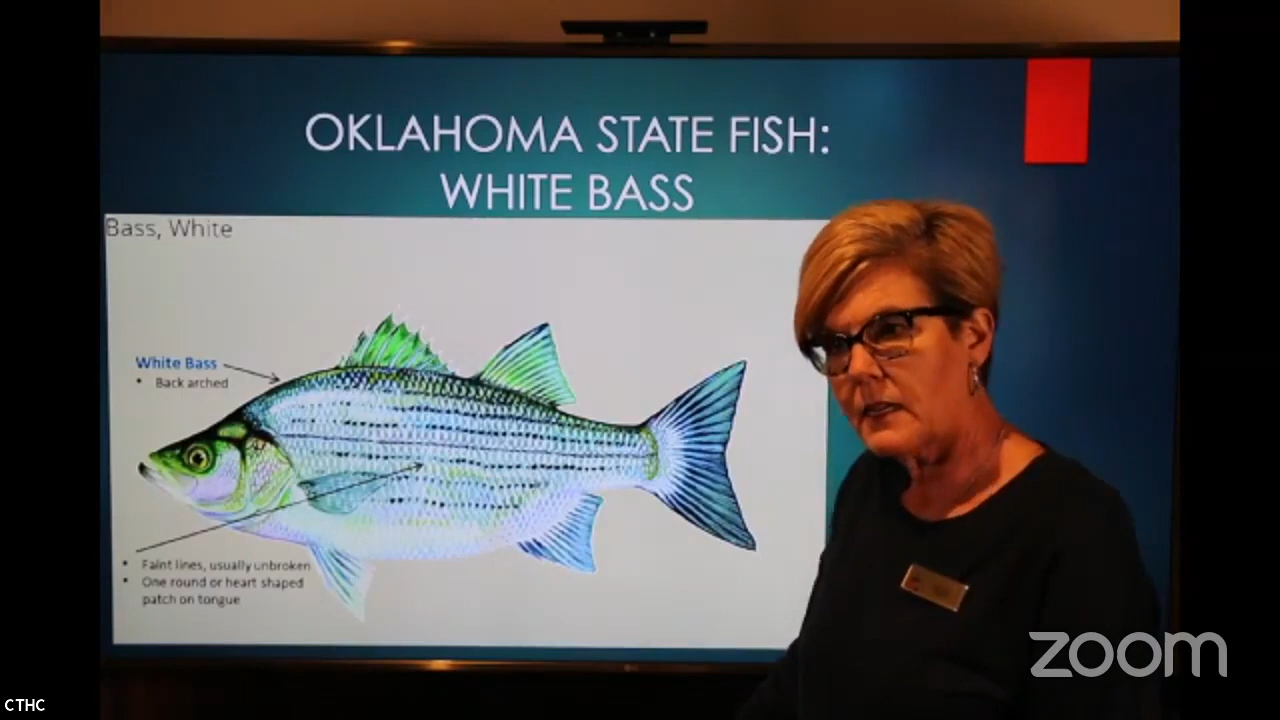 OKLAHOMA STATE FISH:
WHITE BASS
Bass, White
White Bass
• Back arched
• Faint lines, usually unbroken
• One round or heart shaped
patch on tongue
zoom
CTHC